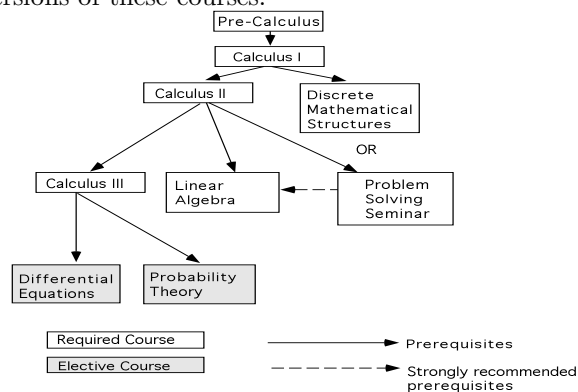 ersions of these courses.
Pre-Calculus
Calculus I
Calculus II
Discrete
Mathematical
Structures
OR
Calculus III
Linear
Algebra
Problem
Solving
Seminar
Differential
Equations
Probability
Theory
Required Course
Prerequisites
Elective Course
Strongly recommended
prerequisites